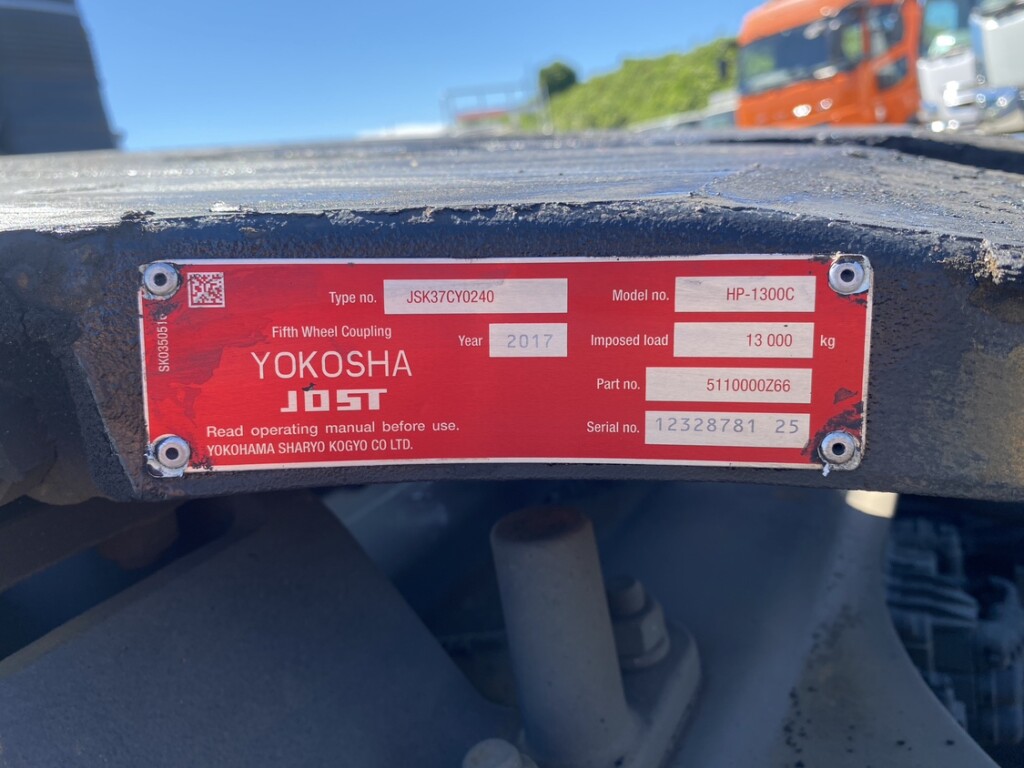 Type no. JSK37CY0240
Model no. HP-1300C
Fifth Wheel Coupling
Year 2017
Imposed load 13 000 kg
YOKOSHA
JOST
Part no. 5110000Z66
Serial no. 12328781 25
Read operating manual before use.
YOKOHAMA SHARYO KOGYO CO LTD.